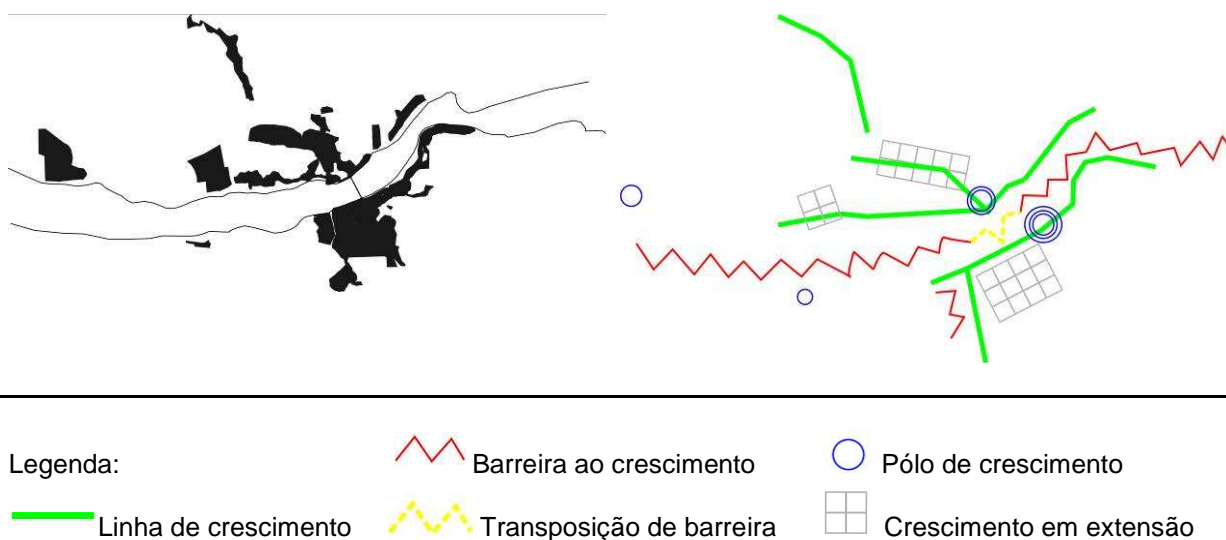 Legenda:
Barreira ao crescimento
Pólo de crescimento
Linha de crescimento
Transposição de barreira
Crescimento em extensão